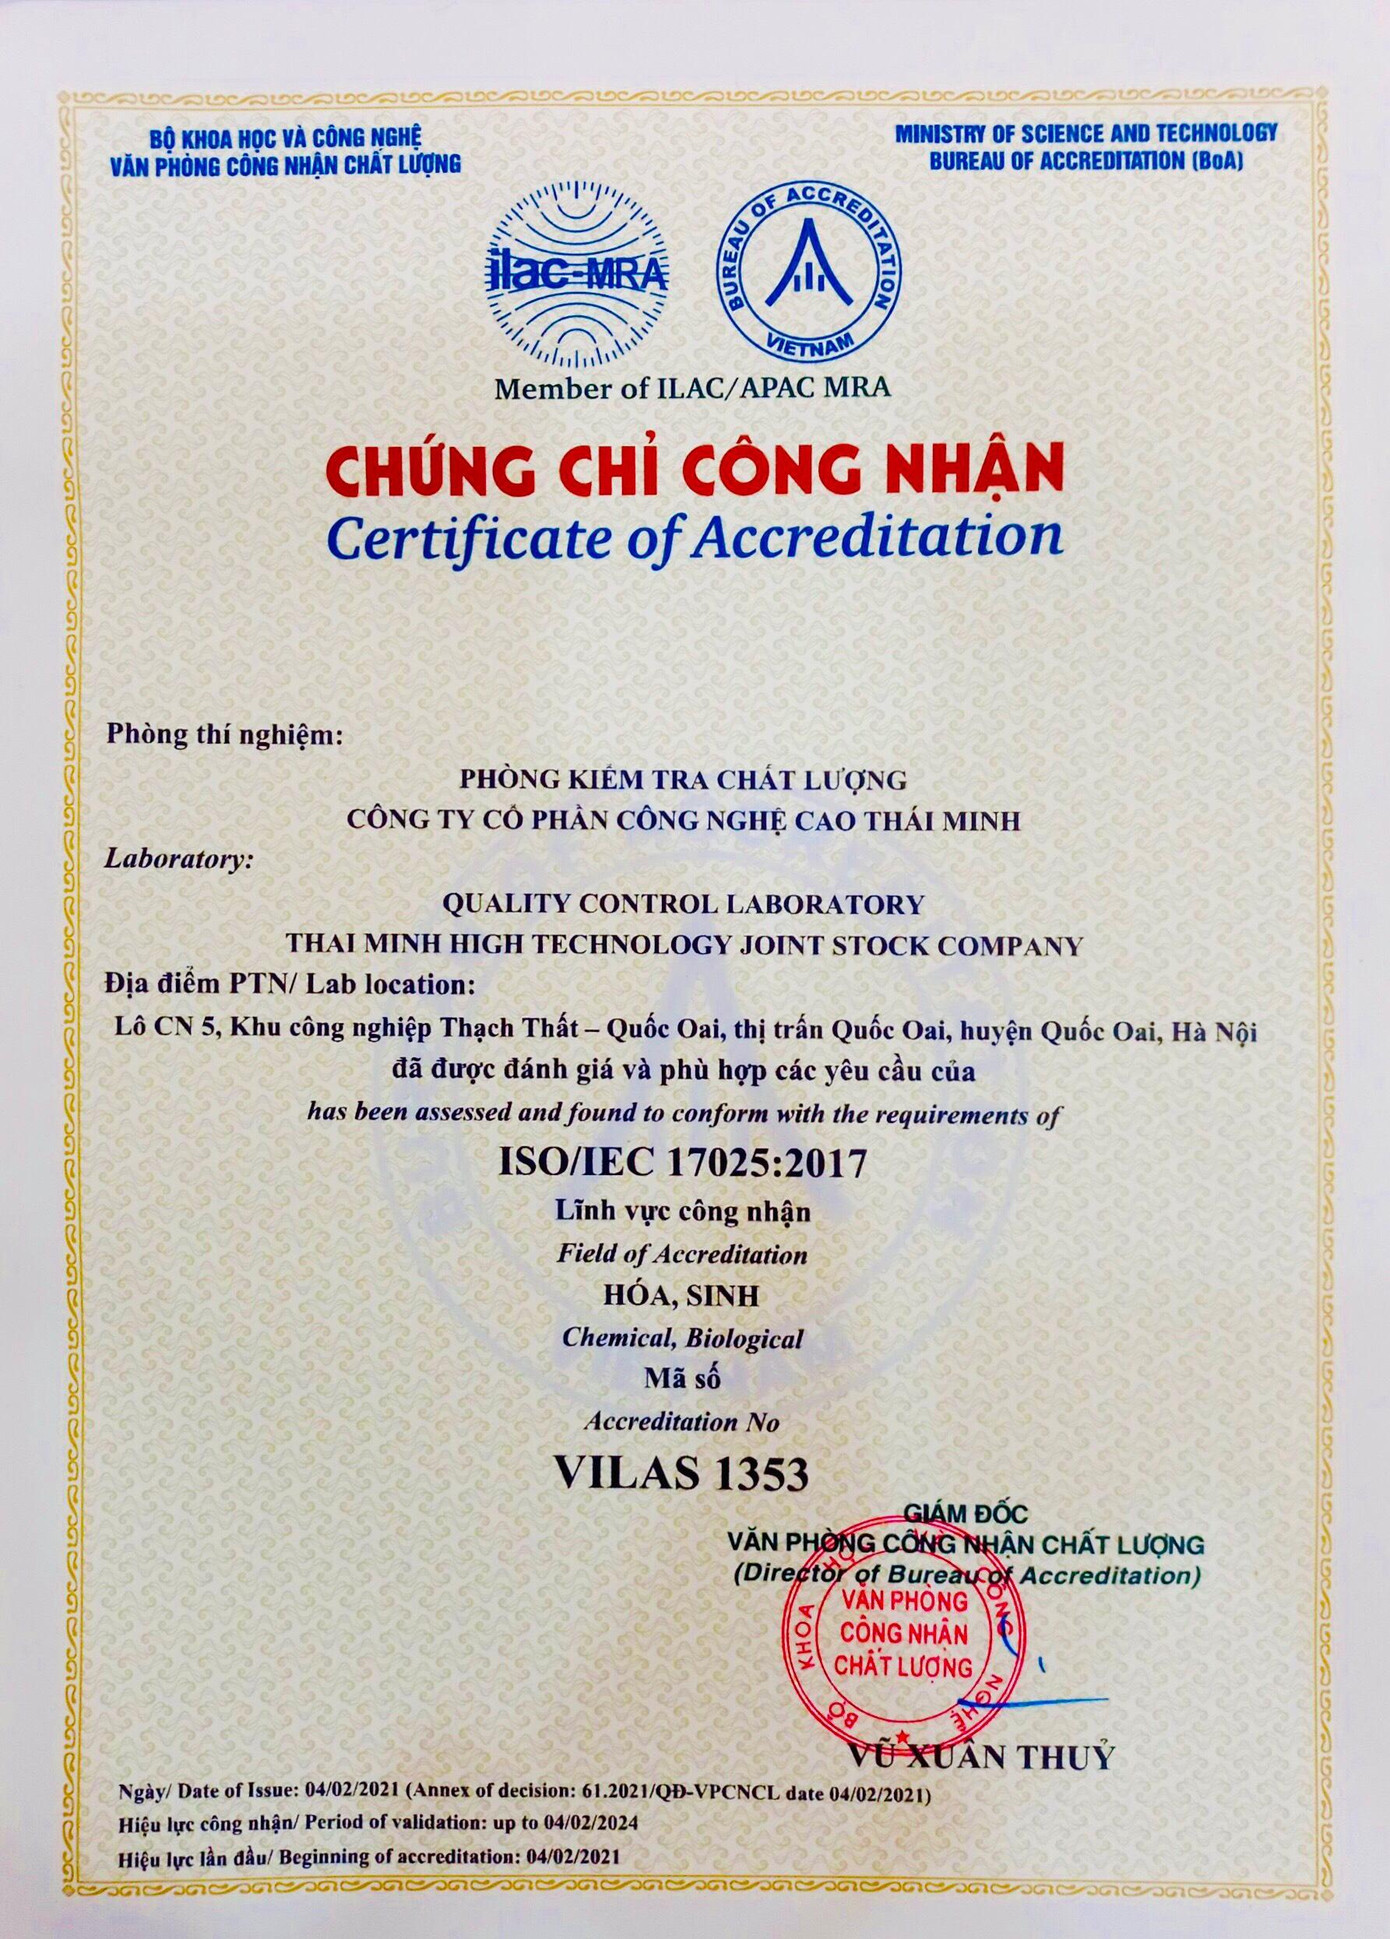 BỘ KHOA HỌC VÀ CÔNG NGHỆ
VĂN PHÒNG CÔNG NHẬN CHẤT LƯỢNG
MINISTRY OF SCIENCE AND TECHNOLOGY
BUREAU OF ACCREDITATION (BoA)
ilac-MRA
BUREAU OF ACCREDITATION
VIETNAM
Member of ILAC/APAC MRA
CHỨNG CHỈ CÔNG NHẬN
Certificate of Accreditation
Phòng thí nghiệm:
PHÒNG KIỂM TRA CHẤT LƯỢNG
CÔNG TY CỔ PHẦN CÔNG NGHỆ CAO THÁI MINH
Laboratory:
QUALITY CONTROL LABORATORY
THAI MINH HIGH TECHNOLOGY JOINT STOCK COMPANY
Địa điểm PTN/ Lab location:
Lô CN 5, Khu công nghiệp Thạch Thất – Quốc Oai, thị trấn Quốc Oai, huyện Quốc Oai, Hà Nội
đã được đánh giá và phù hợp các yêu cầu của
has been assessed and found to conform with the requirements of
ISO/IEC 17025:2017
Lĩnh vực công nhận
Field of Accreditation
HÓA, SINH
Chemical, Biological
Mã số
Accreditation No
VILAS 1353
GIÁM ĐỐC
VĂN PHÒNG CÔNG NHẬN CHẤT LƯỢNG
(Director of Bureau of Accreditation)
BỘ KHOA HỌC VÀ CÔNG NGHỆ
VĂN PHÒNG
CÔNG NHẬN
CHẤT LƯỢNG
VŨ XUÂN THUỶ
Ngày/ Date of Issue: 04/02/2021 (Annex of decision: 61.2021/QĐ-VPCNCL date 04/02/2021)
Hiệu lực công nhận/ Period of validation: up to 04/02/2024
Hiệu lực lần đầu/ Beginning of accreditation: 04/02/2021